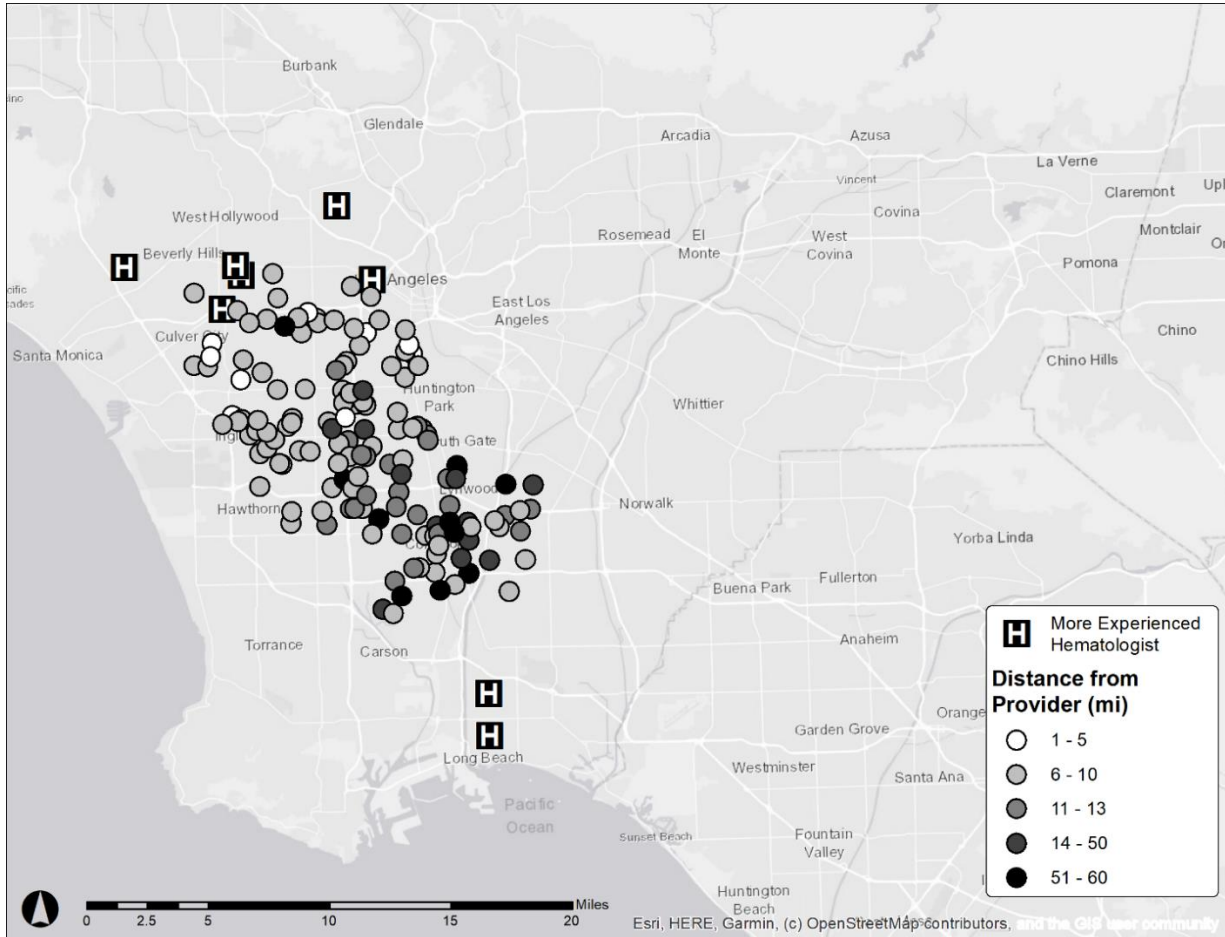 Burbank
Glendale
Arcadia
Azusa
La Verne
Vincent
Claremont
Upl
West Hollywood
Covina
Montclair
Rosemead
El
Monte
West
Covina
Beverly Hills
H
H
H
H
Angeles
Pomona
On
cific
ades
H
East Los
Angeles
Culver City
Chino
Santa Monica
Chino Hills
Huntington
Park
Whittier
Ingl
uth Gate
Lynwood
Norwalk
Hawthorn
Co
Yorba Linda
Buena Park
Fullerton
Torrance
Carson
Anaheim
H
H
Long Beach
Garden Grove
Orange
Westminster
Santa Ana
Pacific
Ocean
Sunset Beach
Fountain
Valley
Huntington
Beach
H More Experienced
Hematologist
Distance from
Provider (mi)
1 - 5
6 - 10
11 - 13
14 - 50
51 - 60
0 2.5 5 10 15 20 Miles
Esri, HERE, Garmin, (c) OpenStreetMap contributors, and the GIS user community